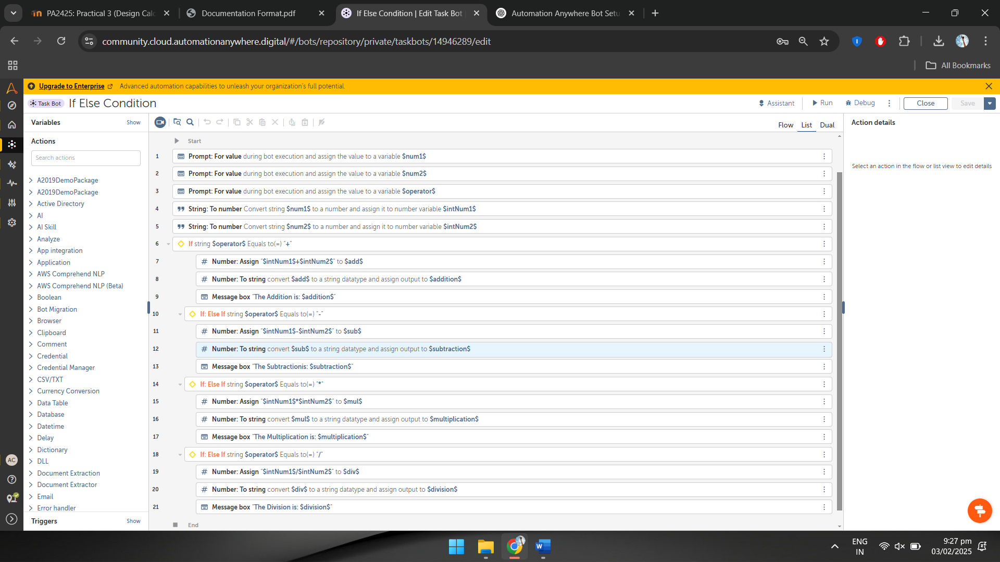 PA2425: Practical 3 (Design Calc
Documentation Format.pdf
If Else Condition | Edit Task Bot
Automation Anywhere Bot Setu
community.cloud.automationanywhere.digital/#/bots/repository/private/taskbots/14946289/edit
All Bookmarks
Upgrade to Enterprise Advanced automation capabilities to unleash your organization's full potential.
Task Bot If Else Condition
Assistant Run Debug Close Save
Variables Show
Flow List Dual
Action details
Actions
Search actions
Select an action in the flow or list view to edit details
A2019DemoPackage
A2019DemoPackage
Active Directory
AI
AI Skill
Analyze
App integration
Application
AWS Comprehend NLP
AWS Comprehend NLP (Beta)
Boolean
Bot Migration
Browser
Clipboard
Comment
Credential
Credential Manager
CSV/TXT
Currency Conversion
Data Table
Database
Datetime
Delay
Dictionary
DLL
Document Extraction
Document Extractor
Email
Error handler
Triggers Show
AC
Start
1 Prompt: For value during bot execution and assign the value to a variable $num1$
2 Prompt: For value during bot execution and assign the value to a variable $num2$
3 Prompt: For value during bot execution and assign the value to a variable $operator$
4 String: To number Convert string $num1$ to a number and assign it to number variable $intNum1$
5 String: To number Convert string $num2$ to a number and assign it to number variable $intNum2$
6 If string $operator$ Equals to(=) "+"
7 # Number: Assign "$intNum1$+$intNum2$" to $add$
8 # Number: To string convert $add$ to a string datatype and assign output to $addition$
9 Message box "The Addition is: $addition$"
10 If: Else If string $operator$ Equals to(=) "-"
11 # Number: Assign "$intNum1$-$intNum2$" to $sub$
12 # Number: To string convert $sub$ to a string datatype and assign output to $subtraction$
13 Message box "The Subtractionis: $subtraction$"
14 If: Else If string $operator$ Equals to(=) "*"
15 # Number: Assign "$intNum1$*$intNum2$" to $mul$
16 # Number: To string convert $mul$ to a string datatype and assign output to $multiplication$
17 Message box "The Multiplication is: $multiplication$"
18 If: Else If string $operator$ Equals to(=) "/"
19 # Number: Assign "$intNum1$/$intNum2$" to $div$
20 # Number: To string convert $div$ to a string datatype and assign output to $division$
21 Message box "The Division is: $division$"
End
ENG
IN
9:27 pm
03/02/2025